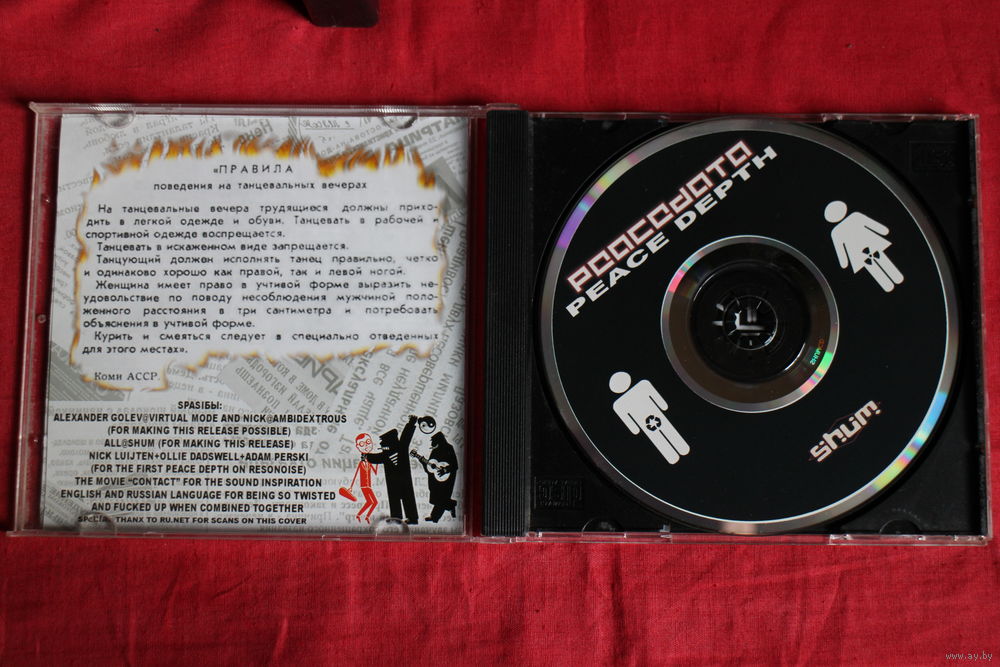 «ПРАВИЛА
поведения на танцевальных вечерах
На танцевальные вечера трудящиеся должны прихо-
дить в легкой одежде и обуви. Танцевать в рабочей и
спортивной одежде воспрещается.
Танцевать в искаженном виде запрещается.
Танцующий должен исполнять танец правильно, четко
и одинаково хорошо как правой, так и левой ногой.
Женщина имеет право в учтивой форме выразить не-
удовольствие по поводу несоблюдения мужчиной поло-
женного расстояния в три сантиметра и потребовать
объяснения в учтивой форме.
Курить и смеяться следует в специально отведенных
для этого местах».
Коми АССР.
SPASIБЫ:
ALEXANDER GOLEV@VIRTUAL MODE AND NICK@AMBIDEXTROUS
(FOR MAKING THIS RELEASE POSSIBLE)
ALL@SHUM (FOR MAKING THIS RELEASE)
NICK LUIJTEN+OLLIE DADSWELL+ADAM PERSKI
(FOR THE FIRST PEACE DEPTH ON RESONOISE)
THE MOVIE "CONTACT" FOR THE SOUND INSPIRATION
ENGLISH AND RUSSIAN LANGUAGE FOR BEING SO TWISTED
AND FUCKED UP WHEN COMBINED TOGETHER
SPECIAL THANX TO RU.NET FOR SCANS ON THIS COVER
PEACE DEPTH
shum
www.ay.by